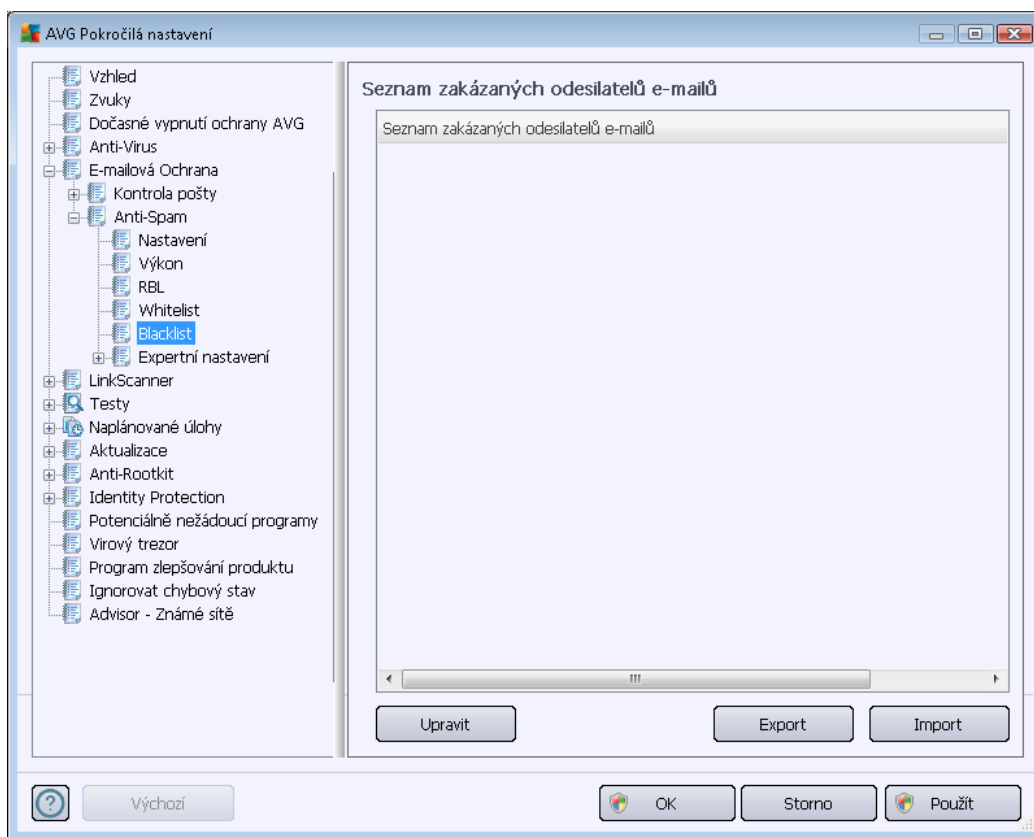 AVG Pokročilá nastavení
Vzhled
Zvuky
Dočasné vypnutí ochrany AVG
Anti-Virus
E-mailová Ochrana
Kontrola pošty
Anti-Spam
Nastavení
Výkon
RBL
Whitelist
Blacklist
Expertní nastavení
LinkScanner
Testy
Naplánované úlohy
Aktualizace
Anti-Rootkit
Identity Protection
Potenciálně nežádoucí programy
Virový trezor
Program zlepšování produktu
Ignorovat chybový stav
Advisor - Známé sítě
Seznam zakázaných odesilatelů e-mailů
Seznam zakázaných odesilatelů e-mailů
Upravit
Export
Import
Výchozí
OK
Storno
Použít